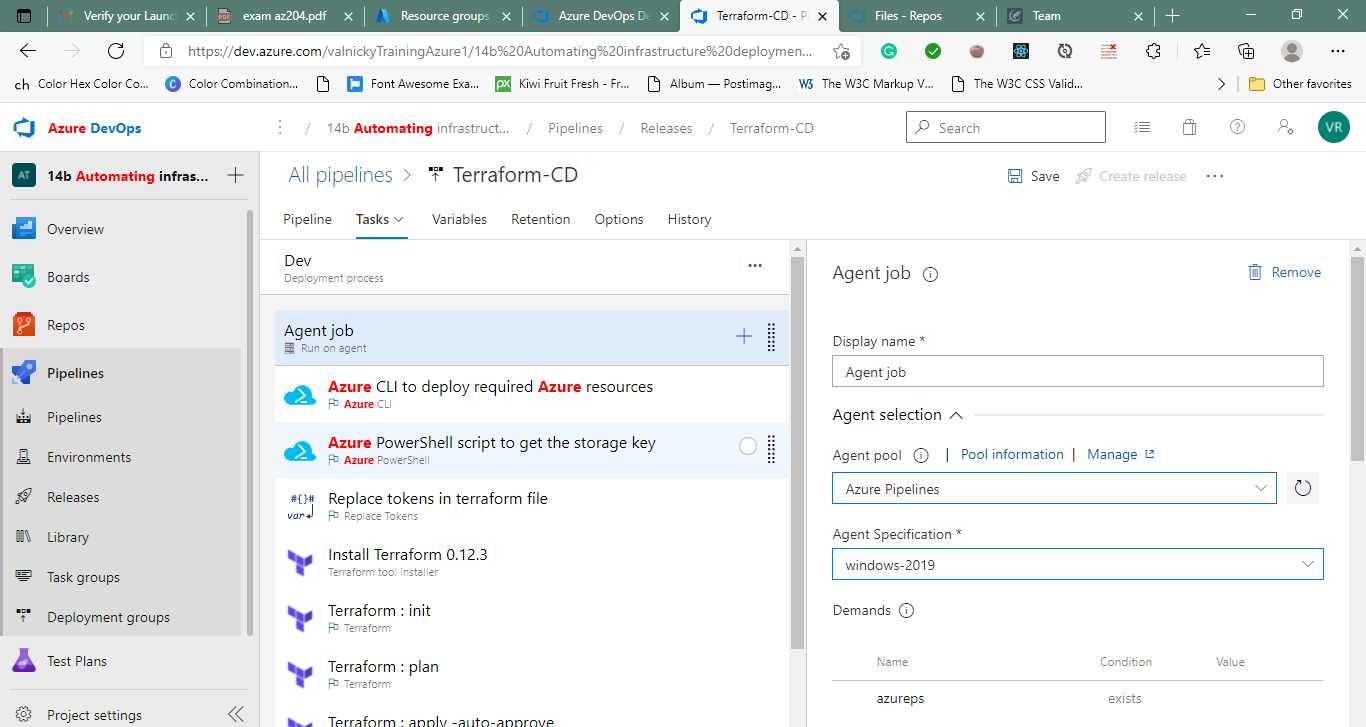 Verify your Launc
exam az204.pdf
Resource groups
Azure DevOps De
Terraform-CD - Pi
Files - Repos
Team
https://dev.azure.com/valnickyTrainingAzure1/14b%20Automating%20infrastructure%20deploymen...
ch Color Hex Color Co...
C Color Combination...
Font Awesome Exa...
px Kiwi Fruit Fresh - Fr...
Album — Postimag...
W3 The W3C Markup V...
The W3C CSS Valid...
Other favorites
Azure DevOps
/ 14b Automating infrastruct... / Pipelines / Releases / Terraform-CD
Search
VR
AT 14b Automating infras...
Overview
Boards
Repos
Pipelines
Pipelines
Environments
Releases
Library
Task groups
Deployment groups
Test Plans
Project settings
All pipelines > Terraform-CD
Save
Create release
Pipeline Tasks Variables Retention Options History
Dev
Deployment process
Agent job
Run on agent
Azure CLI to deploy required Azure resources
Azure CLI
Azure PowerShell script to get the storage key
Azure PowerShell
#{}#
var
Replace tokens in terraform file
Replace Tokens
Install Terraform 0.12.3
Terraform tool installer
Terraform : init
Terraform
Terraform : plan
Terraform
Terraform : apply -auto-approve
Agent job
Remove
Display name *
Agent job
Agent selection
Agent pool | Pool information | Manage
Azure Pipelines
Agent Specification *
windows-2019
Demands
Name Condition Value
azureps exists